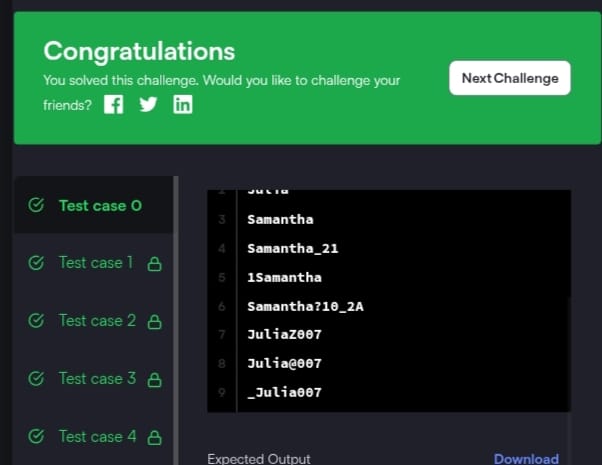 Congratulations
You solved this challenge. Would you like to challenge your
friends?
Next Challenge
Test case 0
Test case 1
Test case 2
Test case 3
Test case 4
2 Julia
3 Samantha
4 Samantha_21
5 1Samantha
6 Samantha?10_2A
7 JuliaZ007
8 Julia@007
9 _Julia007
Expected Output
Download